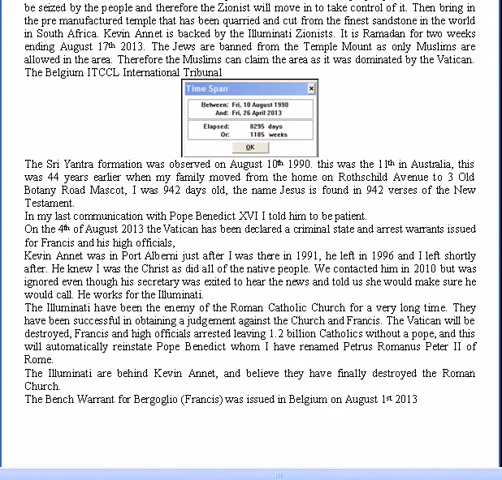 be seized by the people and therefore the Zionist will move in to take control of it. Then bring in
the pre manufactured temple that has been quarried and cut from the finest sandstone in the world
in South Africa. Kevin Annet is backed by the Illuminati Zionists. It is Ramadan for two weeks
ending August 17th 2013. The Jews are banned from the Temple Mount as only Muslims are
allowed in the area. Therefore the Muslims can claim the area as it was dominated by the Vatican.
The Belgium ITCCL International Tribunal
Time Span
Between: Fri, 10 August 1990
And: Fri, 26 April 2013
Elapsed: 8295 days
Or: 1185 weeks
OK
The Sri Yantra formation was observed on August 10th 1990. this was the 11th in Australia, this
was 44 years earlier when my family moved from the home on Rothschild Avenue to 3 Old
Botany Road Mascot, I was 942 days old, the name Jesus is found in 942 verses of the New
Testament.
In my last communication with Pope Benedict XVI I told him to be patient.
On the 4th of August 2013 the Vatican has been declared a criminal state and arrest warrants issued
for Francis and his high officials,
Kevin Annet was in Port Alberni just after I was there in 1991, he left in 1996 and I left shortly
after. He knew I was the Christ as did all of the native people. We contacted him in 2010 but was
ignored even though his secretary was exited to hear the news and told us she would make sure he
would call. He works for the Illuminati.
The Illuminati have been the enemy of the Roman Catholic Church for a very long time. They
have been successful in obtaining a judgement against the Church and Francis. The Vatican will be
destroyed, Francis and high officials arrested leaving 1.2 billion Catholics without a pope, and this
will automatically reinstate Pope Benedict whom I have renamed Petrus Romanus Peter II of
Rome.
The Illuminati are behind Kevin Annet, and believe they have finally destroyed the Roman
Church.
The Bench Warrant for Bergoglio (Francis) was issued in Belgium on August 1st 2013